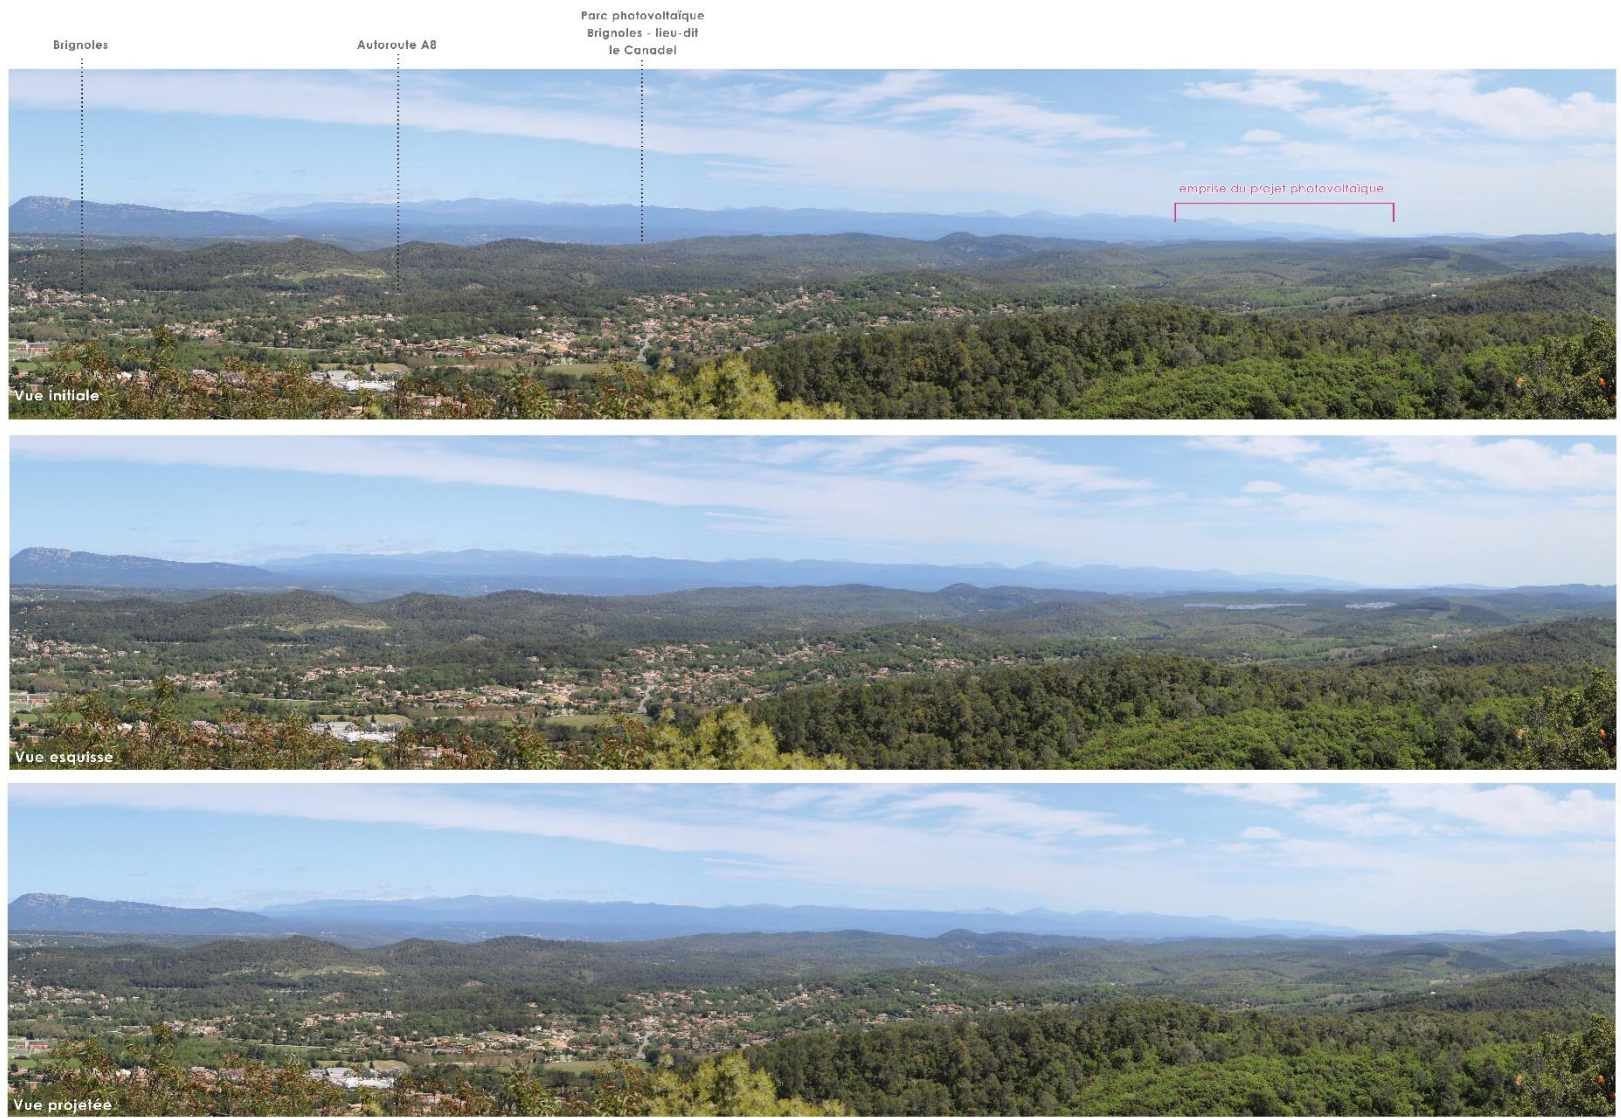 Parc photovoltaïque
Brignoles - lieu-dit
le Canadel
Brignoles
Autoroute A8
emprise du projet photovoltaïque
Vue initiale
Vue esquisse
Vue projetée